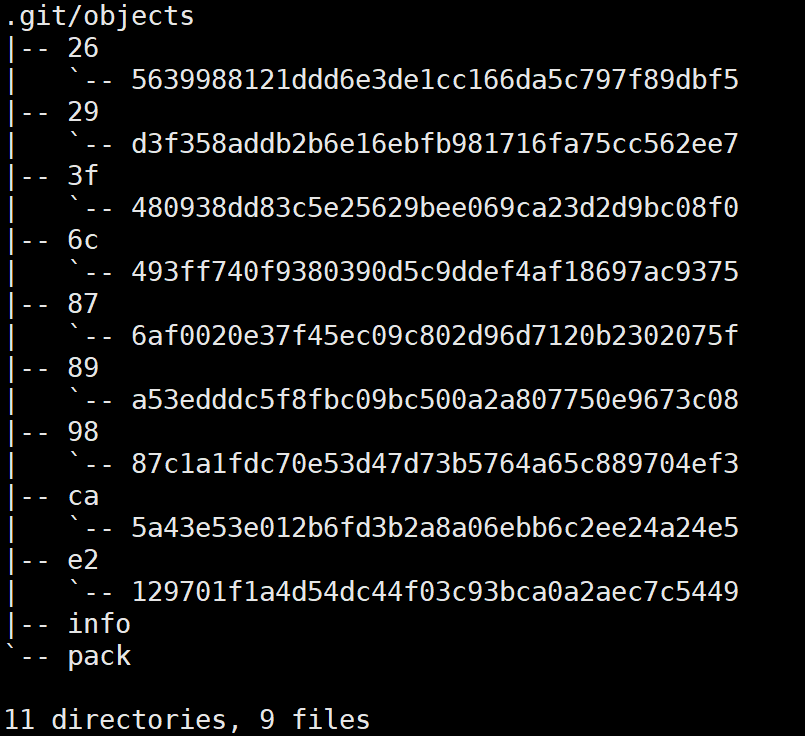 .git/objects
|-- 26
|   `-- 5639988121ddd6e3de1cc166da5c797f89dbf5
|-- 29
|   `-- d3f358addb2b6e16ebfb981716fa75cc562ee7
|-- 3f
|   `-- 480938dd83c5e25629bee069ca23d2d9bc08f0
|-- 6c
|   `-- 493ff740f9380390d5c9ddef4af18697ac9375
|-- 87
|   `-- 6af0020e37f45ec09c802d96d7120b2302075f
|-- 89
|   `-- a53edddc5f8fbc09bc500a2a807750e9673c08
|-- 98
|   `-- 87c1a1fdc70e53d47d73b5764a65c889704ef3
|-- ca
|   `-- 5a43e53e012b6fd3b2a8a06ebb6c2ee24a24e5
|-- e2
|   `-- 129701f1a4d54dc44f03c93bca0a2aec7c5449
|-- info
`-- pack

11 directories, 9 files